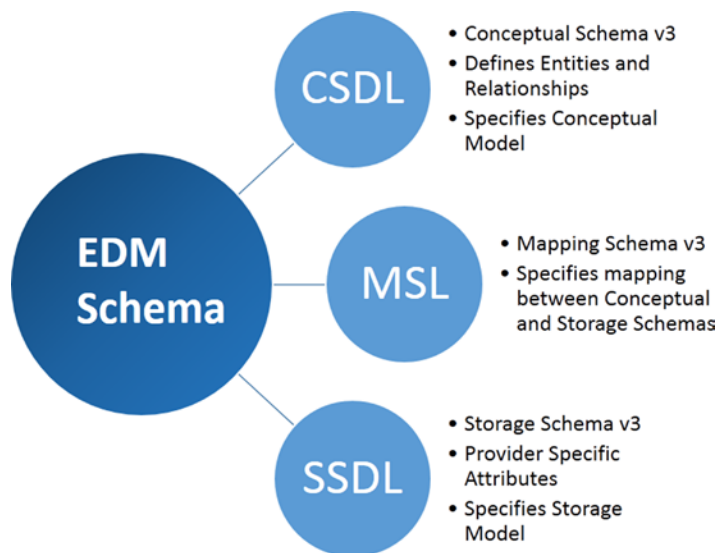 EDM
Schema
CSDL
• Conceptual Schema v3
• Defines Entities and
Relationships
• Specifies Conceptual
Model
MSL
• Mapping Schema v3
• Specifies mapping
between Conceptual
and Storage Schemas
SSDL
• Storage Schema v3
• Provider Specific
Attributes
• Specifies Storage
Model